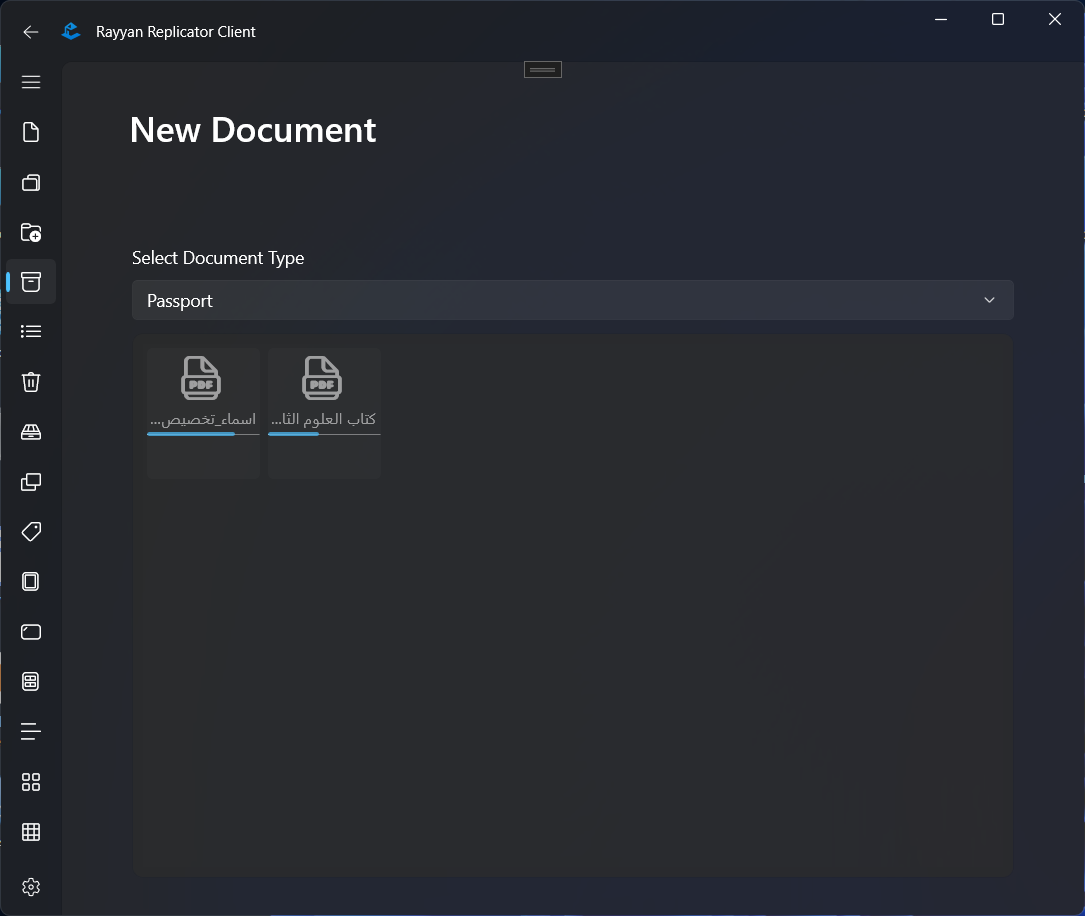 Rayyan Replicator Client
New Document
Select Document Type
Passport
PDF
PDF
اسماء_تخصيص...
كتاب العلوم الثا...